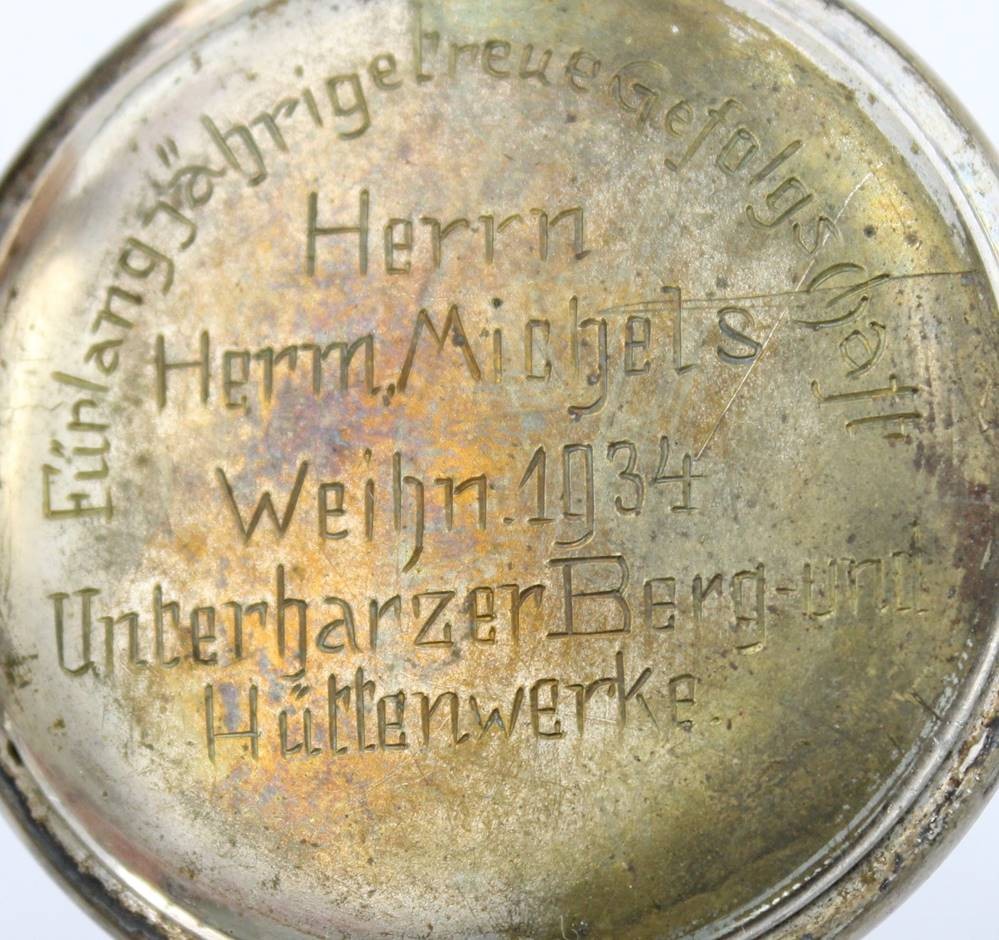 Für langjährige treue Gefolgschaft
Herrn
Herm. Michels
Weihn. 1934
Unterharzer Berg- und
Hüttenwerke.